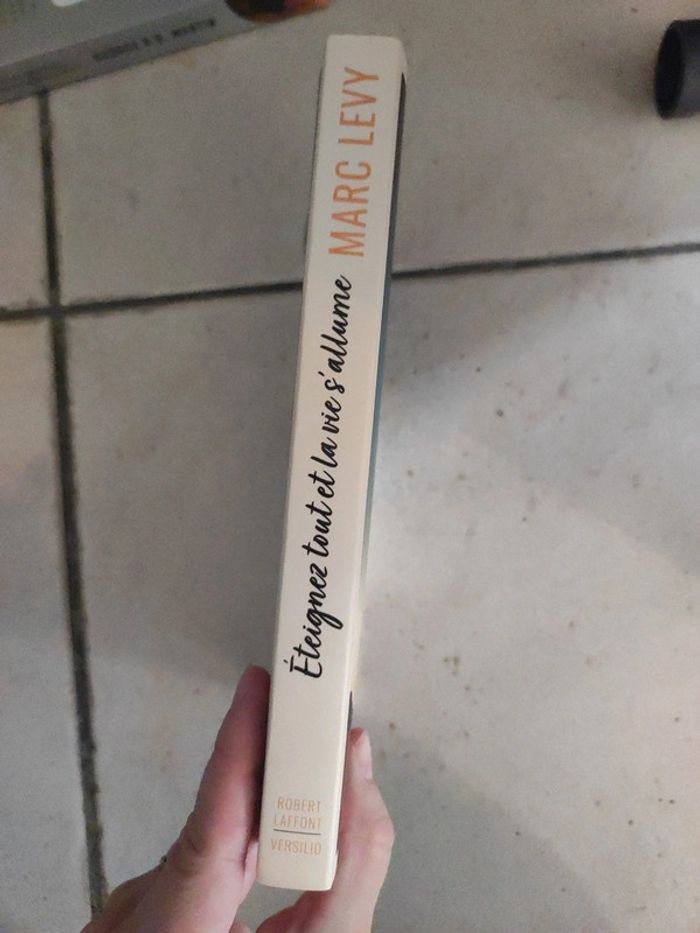 MARC LEVY
Éteignez tout et la vie s'allume
ROBERT
LAFFONT
VERSILIO